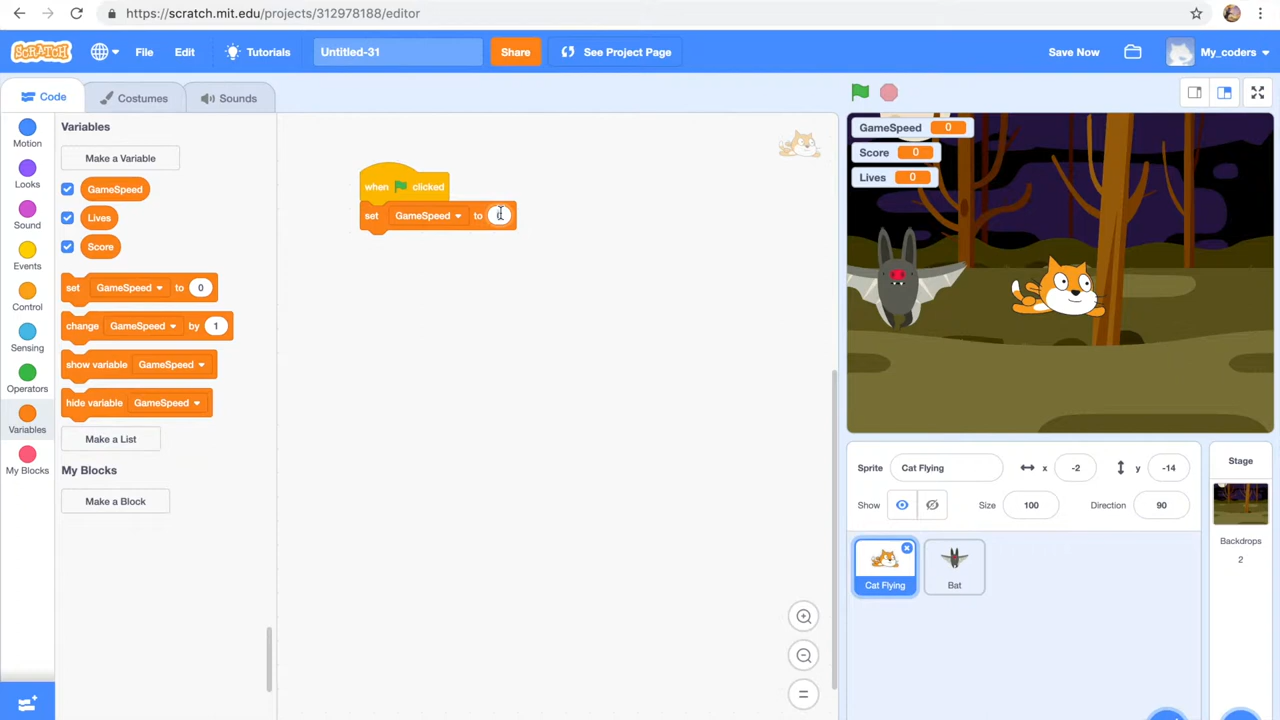 https://scratch.mit.edu/projects/312978188/editor
SCRATCH
File
Edit
Tutorials
Untitled-31
Share
See Project Page
Save Now
My_coders
Code
Costumes
Sounds
Motion
Looks
Sound
Events
Control
Sensing
Operators
Variables
My Blocks
Variables
Make a Variable
GameSpeed
Lives
Score
set GameSpeed to 0
change GameSpeed by 1
show variable GameSpeed
hide variable GameSpeed
Make a List
My Blocks
Make a Block
when clicked
set GameSpeed to
GameSpeed 0
Score 0
Lives 0
Sprite Cat Flying x -2 y -14
Show Size 100 Direction 90
Cat Flying
Bat
Stage
Backdrops
2